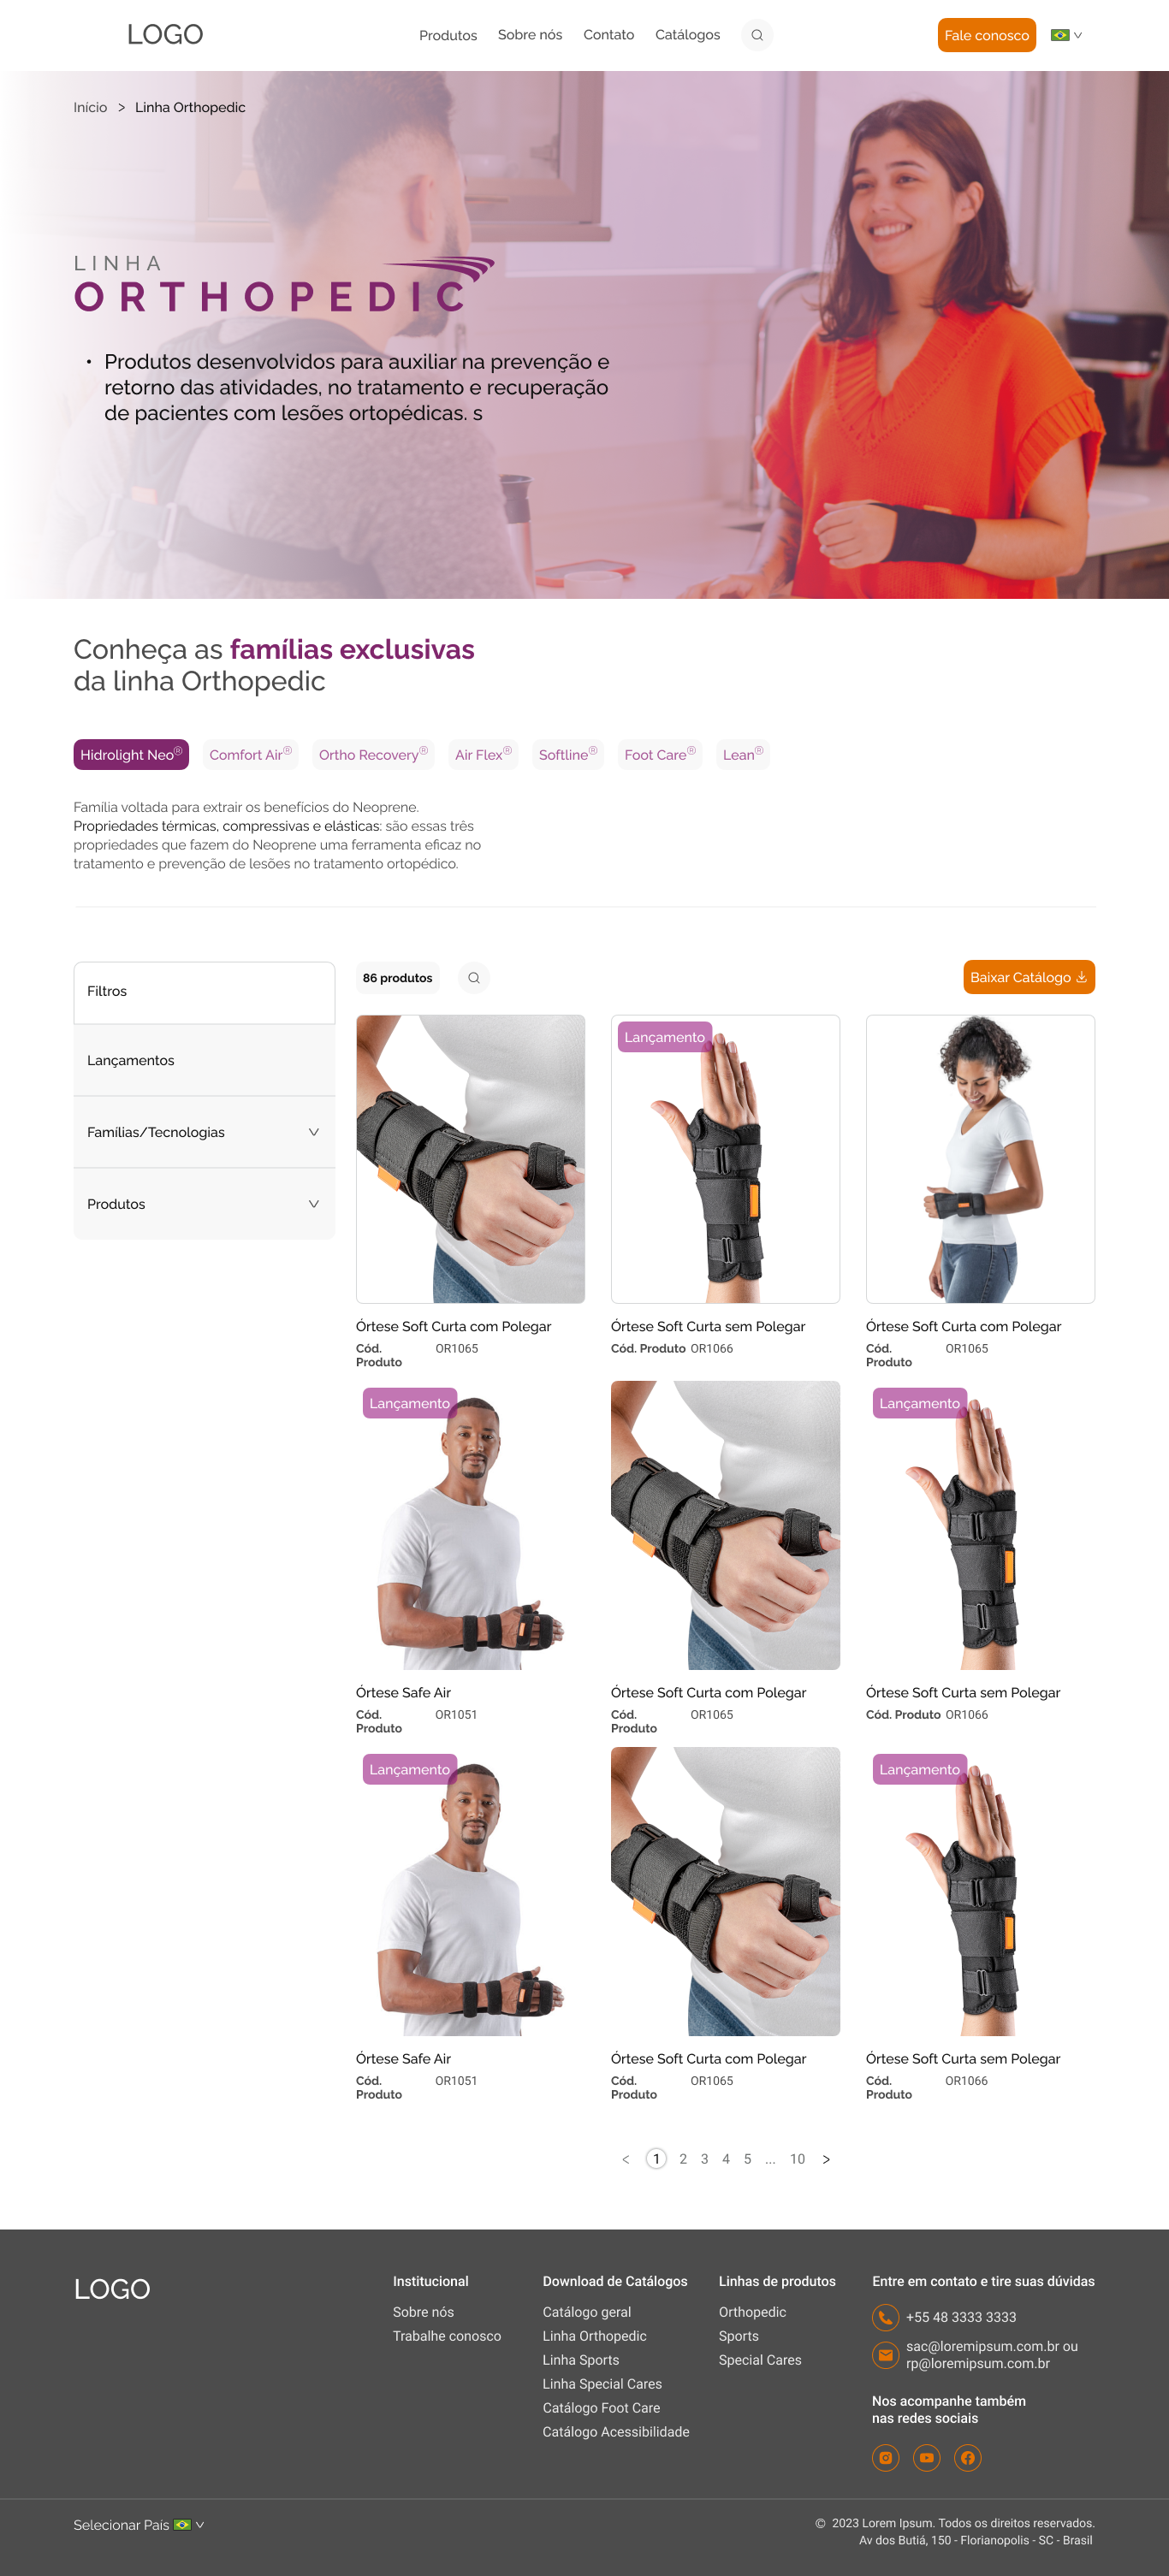 LOGO
Produtos Sobre nós Contato Catálogos
Fale conosco
Início > Linha Orthopedic
LINHA
ORTHOPEDIC
• Produtos desenvolvidos para auxiliar na prevenção e
retorno das atividades, no tratamento e recuperação
de pacientes com lesões ortopédicas. s
Conheça as famílias exclusivas
da linha Orthopedic
Hidrolight Neo® Comfort Air® Ortho Recovery® Air Flex® Softline® Foot Care® Lean®
Família voltada para extrair os benefícios do Neoprene.
Propriedades térmicas, compressivas e elásticas: são essas três
propriedades que fazem do Neoprene uma ferramenta eficaz no
tratamento e prevenção de lesões no tratamento ortopédico.
Filtros
Lançamentos
Famílias/Tecnologias
Produtos
86 produtos
Baixar Catálogo
Lançamento
Órtese Soft Curta com Polegar
Cód.
Produto
OR1065
Órtese Soft Curta sem Polegar
Cód. Produto OR1066
Órtese Soft Curta com Polegar
Cód.
Produto
OR1065
Lançamento
Lançamento
Órtese Safe Air
Cód.
Produto
OR1051
Órtese Soft Curta com Polegar
Cód.
Produto
OR1065
Órtese Soft Curta sem Polegar
Cód. Produto OR1066
Lançamento
Lançamento
Órtese Safe Air
Cód.
Produto
OR1051
Órtese Soft Curta com Polegar
Cód.
Produto
OR1065
Órtese Soft Curta sem Polegar
Cód.
Produto
OR1066
< 1 2 3 4 5 ... 10 >
LOGO
Institucional
Sobre nós
Trabalhe conosco
Download de Catálogos
Catálogo geral
Linha Orthopedic
Linha Sports
Linha Special Cares
Catálogo Foot Care
Catálogo Acessibilidade
Linhas de produtos
Orthopedic
Sports
Special Cares
Entre em contato e tire suas dúvidas
+55 48 3333 3333
sac@loremipsum.com.br ou
rp@loremipsum.com.br
Nos acompanhe também
nas redes sociais
Selecionar País
© 2023 Lorem Ipsum. Todos os direitos reservados.
Av dos Butiá, 150 - Florianopolis - SC - Brasil